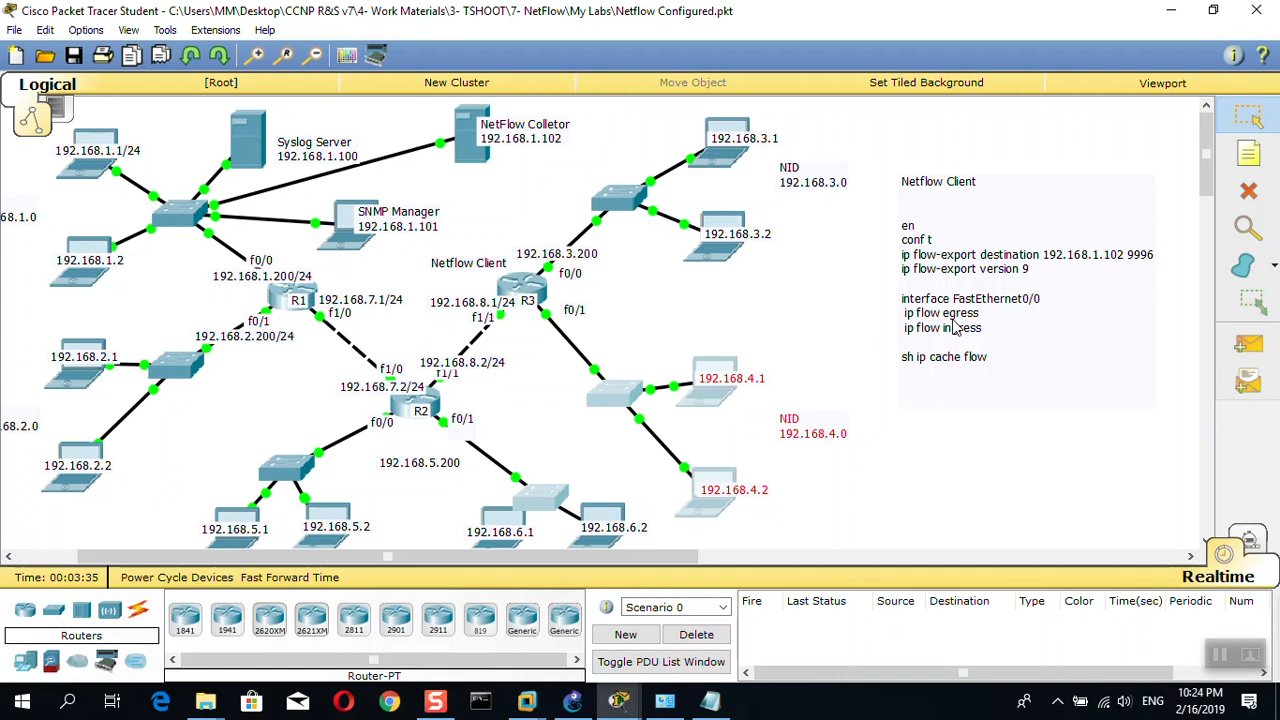 Cisco Packet Tracer Student - C:\Users\MM\Desktop\CCNP R&S v7\4- Work Materials\3- TSHOOT\7- NetFlow\My Labs\Netflow Configured.pkt
File Edit Options View Tools Extensions Help
Logical [Root] New Cluster Move Object Set Tiled Background Viewport
192.168.1.1/24
Syslog Server
192.168.1.100
NetFlow Colletor
192.168.1.102
192.168.3.1
NID
192.168.3.0
68.1.0
SNMP Manager
192.168.1.101
192.168.1.2
192.168.3.2
f0/0
192.168.1.200/24
Netflow Client
192.168.3.200
f0/0
R1
192.168.7.1/24
f1/0
192.168.8.1/24
f1/1
R3
f0/1
f0/1
192.168.2.200/24
192.168.2.1
f1/0
192.168.7.2/24
192.168.8.2/24
f1/1
R2
f0/0
f0/1
192.168.4.1
NID
192.168.4.0
68.2.0
192.168.2.2
192.168.5.200
192.168.4.2
192.168.5.1
192.168.5.2
192.168.6.1
192.168.6.2
Netflow Client
en
conf t
ip flow-export destination 192.168.1.102 9996
ip flow-export version 9
interface FastEthernet0/0
ip flow egress
ip flow ingress
sh ip cache flow
Time: 00:03:35 Power Cycle Devices Fast Forward Time
Realtime
Routers
1841 1941 2620XM 2621XM 2811 2901 2911 819 Generic Generic
Router-PT
Scenario 0
New Delete
Toggle PDU List Window
Fire Last Status Source Destination Type Color Time(sec) Periodic Num
ENG
10:24 PM
2/16/2019